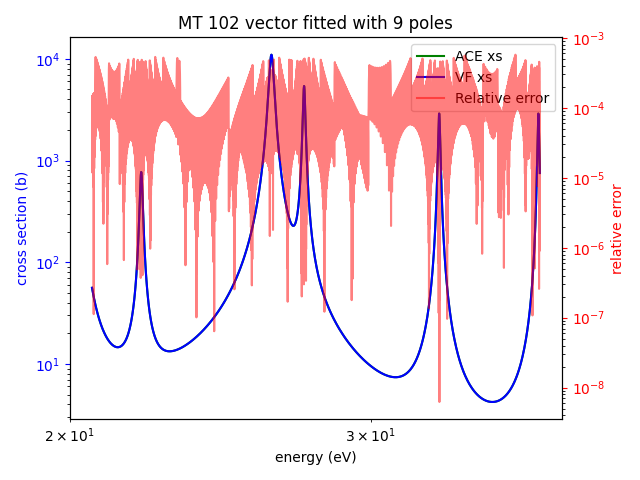 MT 102 vector fitted with 9 poles
ACE xs
VF xs
Relative error
10⁴
10³
10²
10¹
cross section (b)
10⁻³
10⁻⁴
10⁻⁵
10⁻⁶
10⁻⁷
10⁻⁸
relative error
2 × 10¹
3 × 10¹
energy (eV)